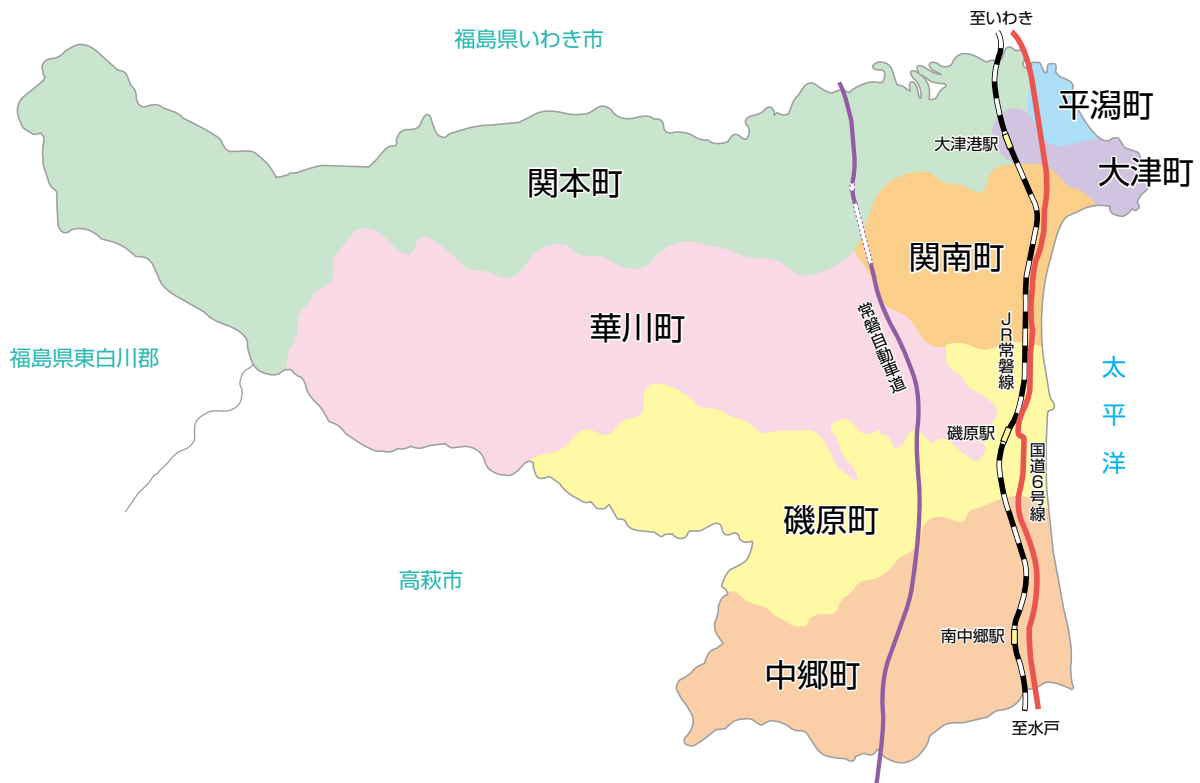 至いわき
福島県いわき市
平潟町
大津港駅
大津町
関本町
関南町
華川町
常磐自動車道
JR常磐線
福島県東白川郡
太平洋
磯原駅
国道6号線
磯原町
高萩市
南中郷駅
中郷町
至水戸